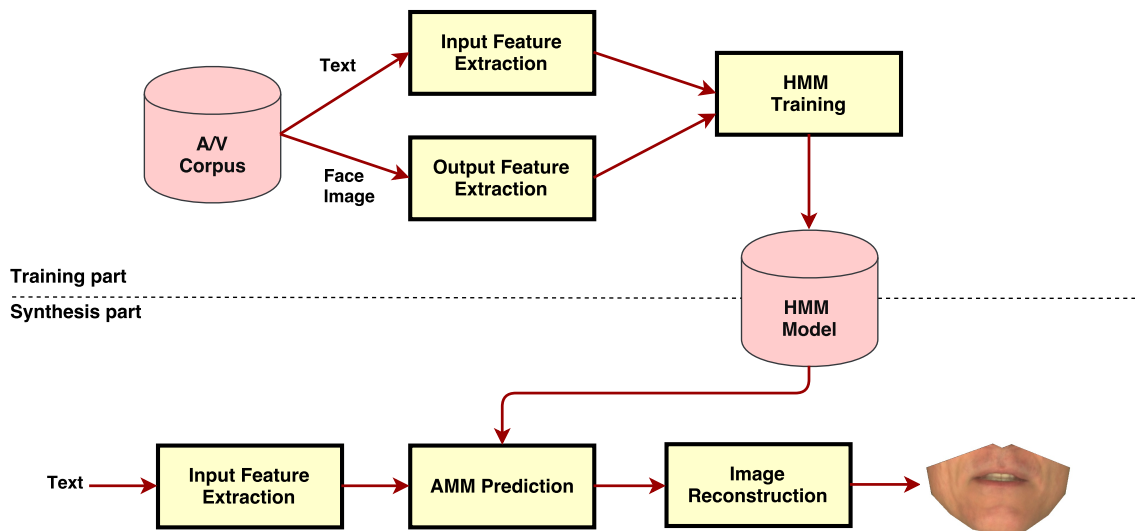 Input Feature
Extraction
Text
HMM
Training
A/V
Corpus
Output Feature
Extraction
Face
Image
Training part
Synthesis part
HMM
Model
Text
Input Feature
Extraction
AMM Prediction
Image
Reconstruction